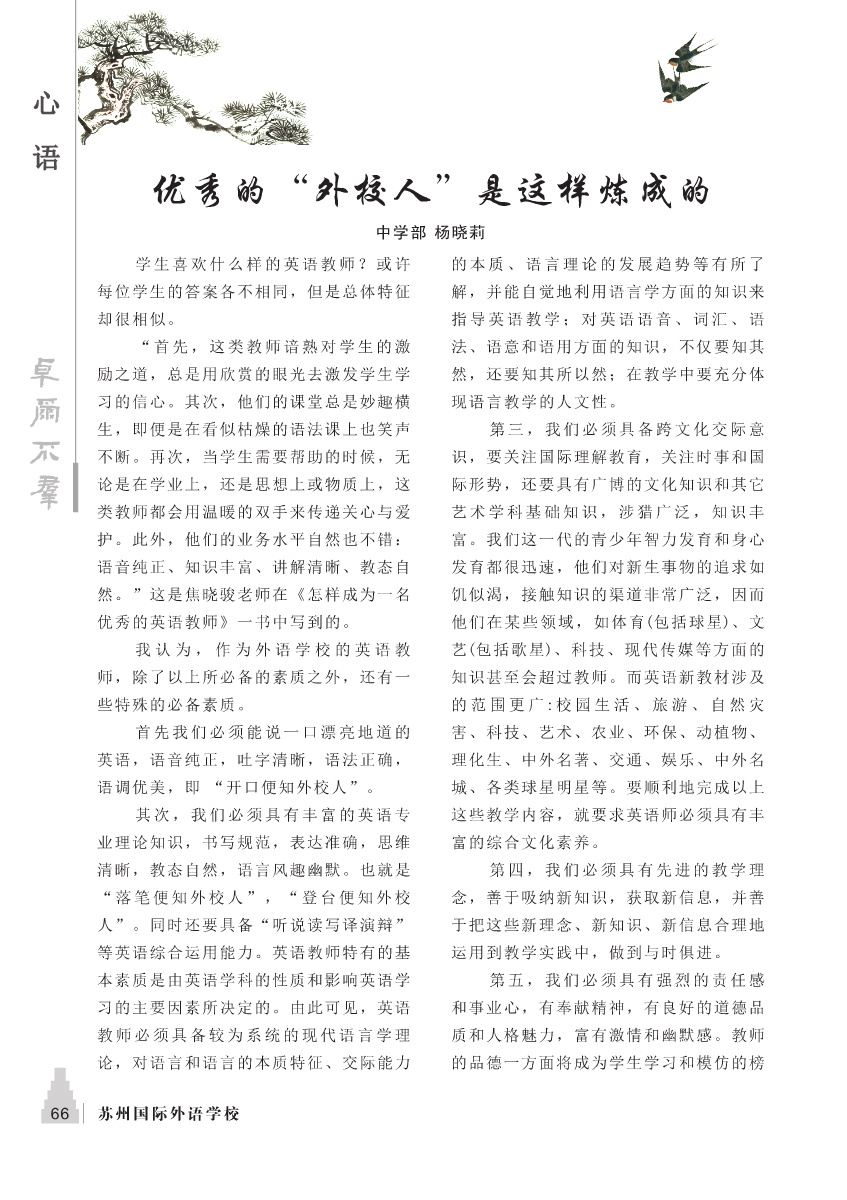 心
语
卓尔不群
优秀的“外校人”是这样炼成的
中学部 杨晓莉
学生喜欢什么样的英语教师？或许
每位学生的答案各不相同，但是总体特征
却很相似。
“首先，这类教师谙熟对学生的激
励之道，总是用欣赏的眼光去激发学生学
习的信心。其次，他们的课堂总是妙趣横
生，即便是在看似枯燥的语法课上也笑声
不断。再次，当学生需要帮助的时候，无
论是在学业上，还是思想上或物质上，这
类教师都会用温暖的双手来传递关心与爱
护。此外，他们的业务水平自然也不错：
语音纯正、知识丰富、讲解清晰、教态自
然。”这是焦晓骏老师在《怎样成为一名
优秀的英语教师》一书中写到的。
我认为，作为外语学校的英语教
师，除了以上所必备的素质之外，还有一
些特殊的必备素质。
首先我们必须能说一口漂亮地道的
英语，语音纯正，吐字清晰，语法正确，
语调优美，即 “开口便知外校人”。
其次，我们必须具有丰富的英语专
业理论知识，书写规范，表达准确，思维
清晰，教态自然，语言风趣幽默。也就是
“落笔便知外校人”，“登台便知外校
人”。同时还要具备“听说读写译演辩”
等英语综合运用能力。英语教师特有的基
本素质是由英语学科的性质和影响英语学
习的主要因素所决定的。由此可见，英语
教师必须具备较为系统的现代语言学理
论，对语言和语言的本质特征、交际能力
的本质、语言理论的发展趋势等有所了
解，并能自觉地利用语言学方面的知识来
指导英语教学；对英语语音、词汇、语
法、语意和语用方面的知识，不仅要知其
然，还要知其所以然；在教学中要充分体
现语言教学的人文性。
第三，我们必须具备跨文化交际意
识，要关注国际理解教育，关注时事和国
际形势，还要具有广博的文化知识和其它
艺术学科基础知识，涉猎广泛，知识丰
富。我们这一代的青少年智力发育和身心
发育都很迅速，他们对新生事物的追求如
饥似渴，接触知识的渠道非常广泛，因而
他们在某些领域，如体育(包括球星)、文
艺(包括歌星)、科技、现代传媒等方面的
知识甚至会超过教师。而英语新教材涉及
的范围更广:校园生活、旅游、自然灾
害、科技、艺术、农业、环保、动植物、
理化生、中外名著、交通、娱乐、中外名
城、各类球星明星等。要顺利地完成以上
这些教学内容，就要求英语师必须具有丰
富的综合文化素养。
第四，我们必须具有先进的教学理
念，善于吸纳新知识，获取新信息，并善
于把这些新理念、新知识、新信息合理地
运用到教学实践中，做到与时俱进。
第五，我们必须具有强烈的责任感
和事业心，有奉献精神，有良好的道德品
质和人格魅力，富有激情和幽默感。教师
的品德一方面将成为学生学习和模仿的榜
66
苏州国际外语学校